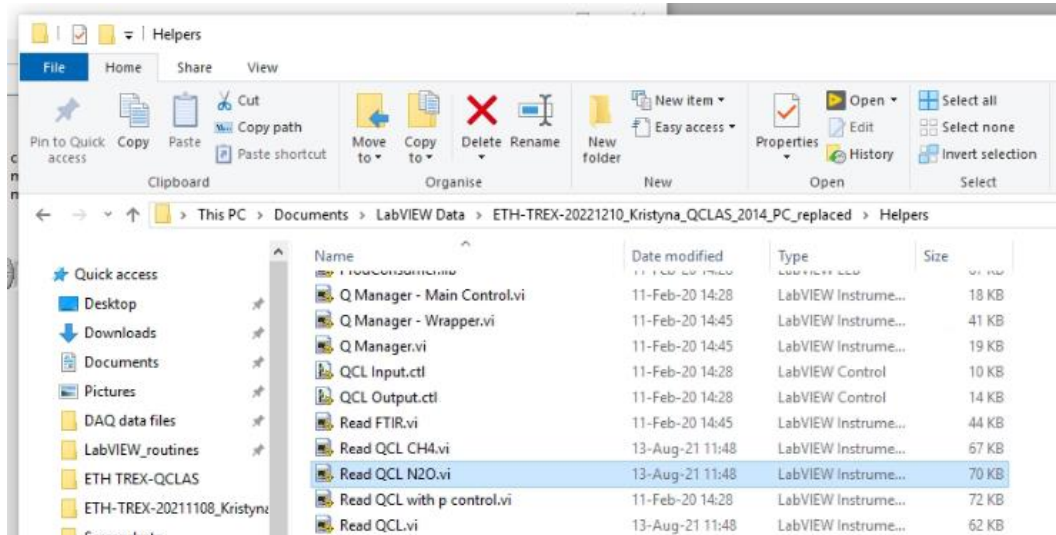 Helpers
File Home Share View
Pin to Quick access
Copy
Paste
Cut
Copy path
Paste shortcut
Move to
Copy to
Delete
Rename
New folder
New item
Easy access
Properties
Open
Edit
History
Select all
Select none
Invert selection
Clipboard Organise New Open Select
This PC > Documents > LabVIEW Data > ETH-TREX-20221210_Kristyna_QCLAS_2014_PC_replaced > Helpers
Quick access
Desktop
Downloads
Documents
Pictures
DAQ data files
LabVIEW_routines
ETH TREX-QCLAS
ETH-TREX-20211108_Kristyna
Name Date modified Type Size
Q Manager - Main Control.vi 11-Feb-20 14:28 LabVIEW Instrume... 18 KB
Q Manager - Wrapper.vi 11-Feb-20 14:45 LabVIEW Instrume... 41 KB
Q Manager.vi 11-Feb-20 14:45 LabVIEW Instrume... 19 KB
QCL Input.ctl 11-Feb-20 14:28 LabVIEW Control 10 KB
QCL Output.ctl 11-Feb-20 14:28 LabVIEW Control 14 KB
Read FTIR.vi 11-Feb-20 14:45 LabVIEW Instrume... 44 KB
Read QCL CH4.vi 13-Aug-21 11:48 LabVIEW Instrume... 67 KB
Read QCL N2O.vi 13-Aug-21 11:48 LabVIEW Instrume... 70 KB
Read QCL with p control.vi 11-Feb-20 14:28 LabVIEW Instrume... 72 KB
Read QCL.vi 13-Aug-21 11:48 LabVIEW Instrume... 62 KB